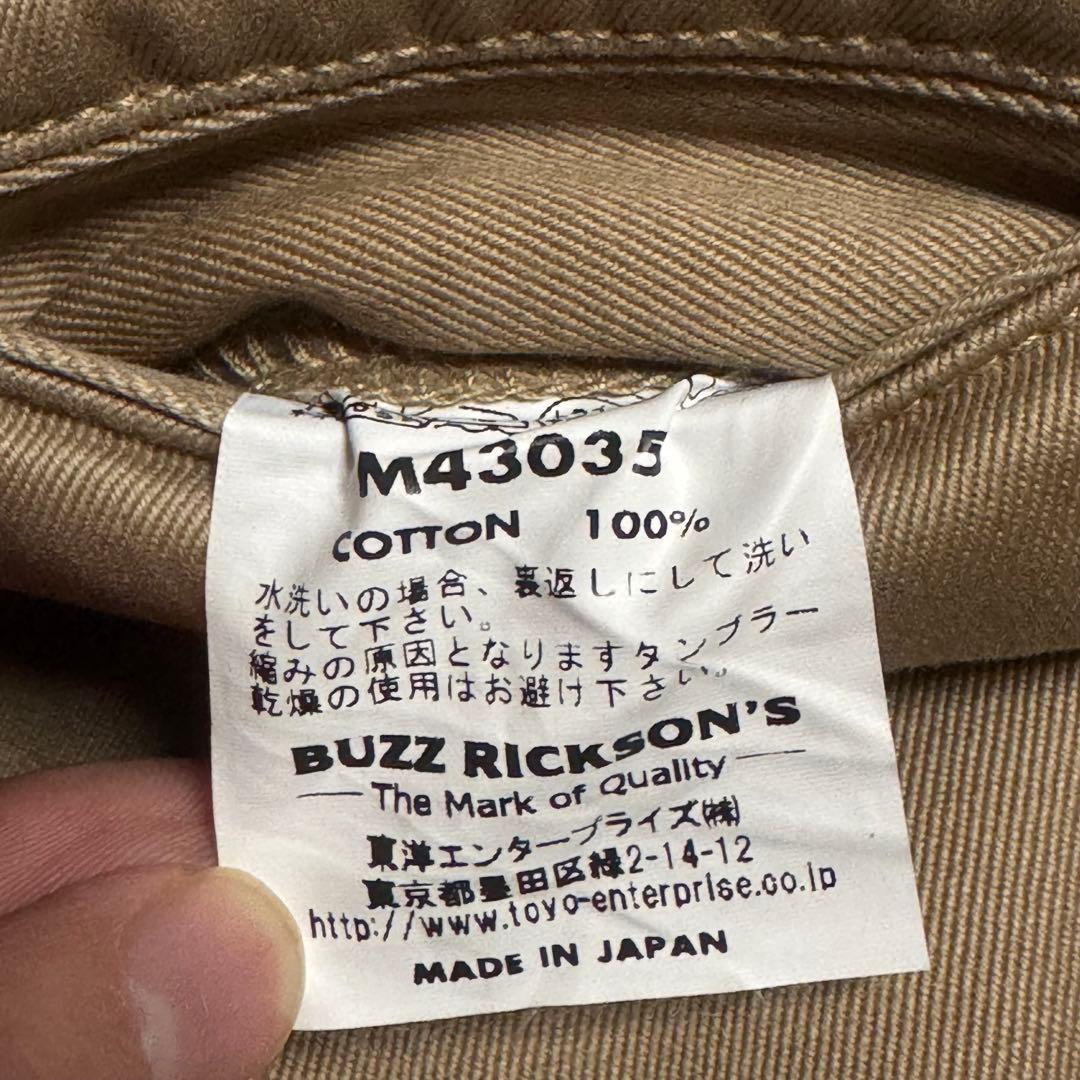 M43035
COTTON 100%
水洗いの場合、裏返しにして洗い
をして下さい。
縮みの原因となりますタンブラー
乾燥の使用はお避け下さい。
BUZZ RICKSON'S
The Mark of Quality
東洋エンタープライズ(株)
東京都墨田区緑2-14-12
http://www.toyo-enterprise.co.jp
MADE IN JAPAN